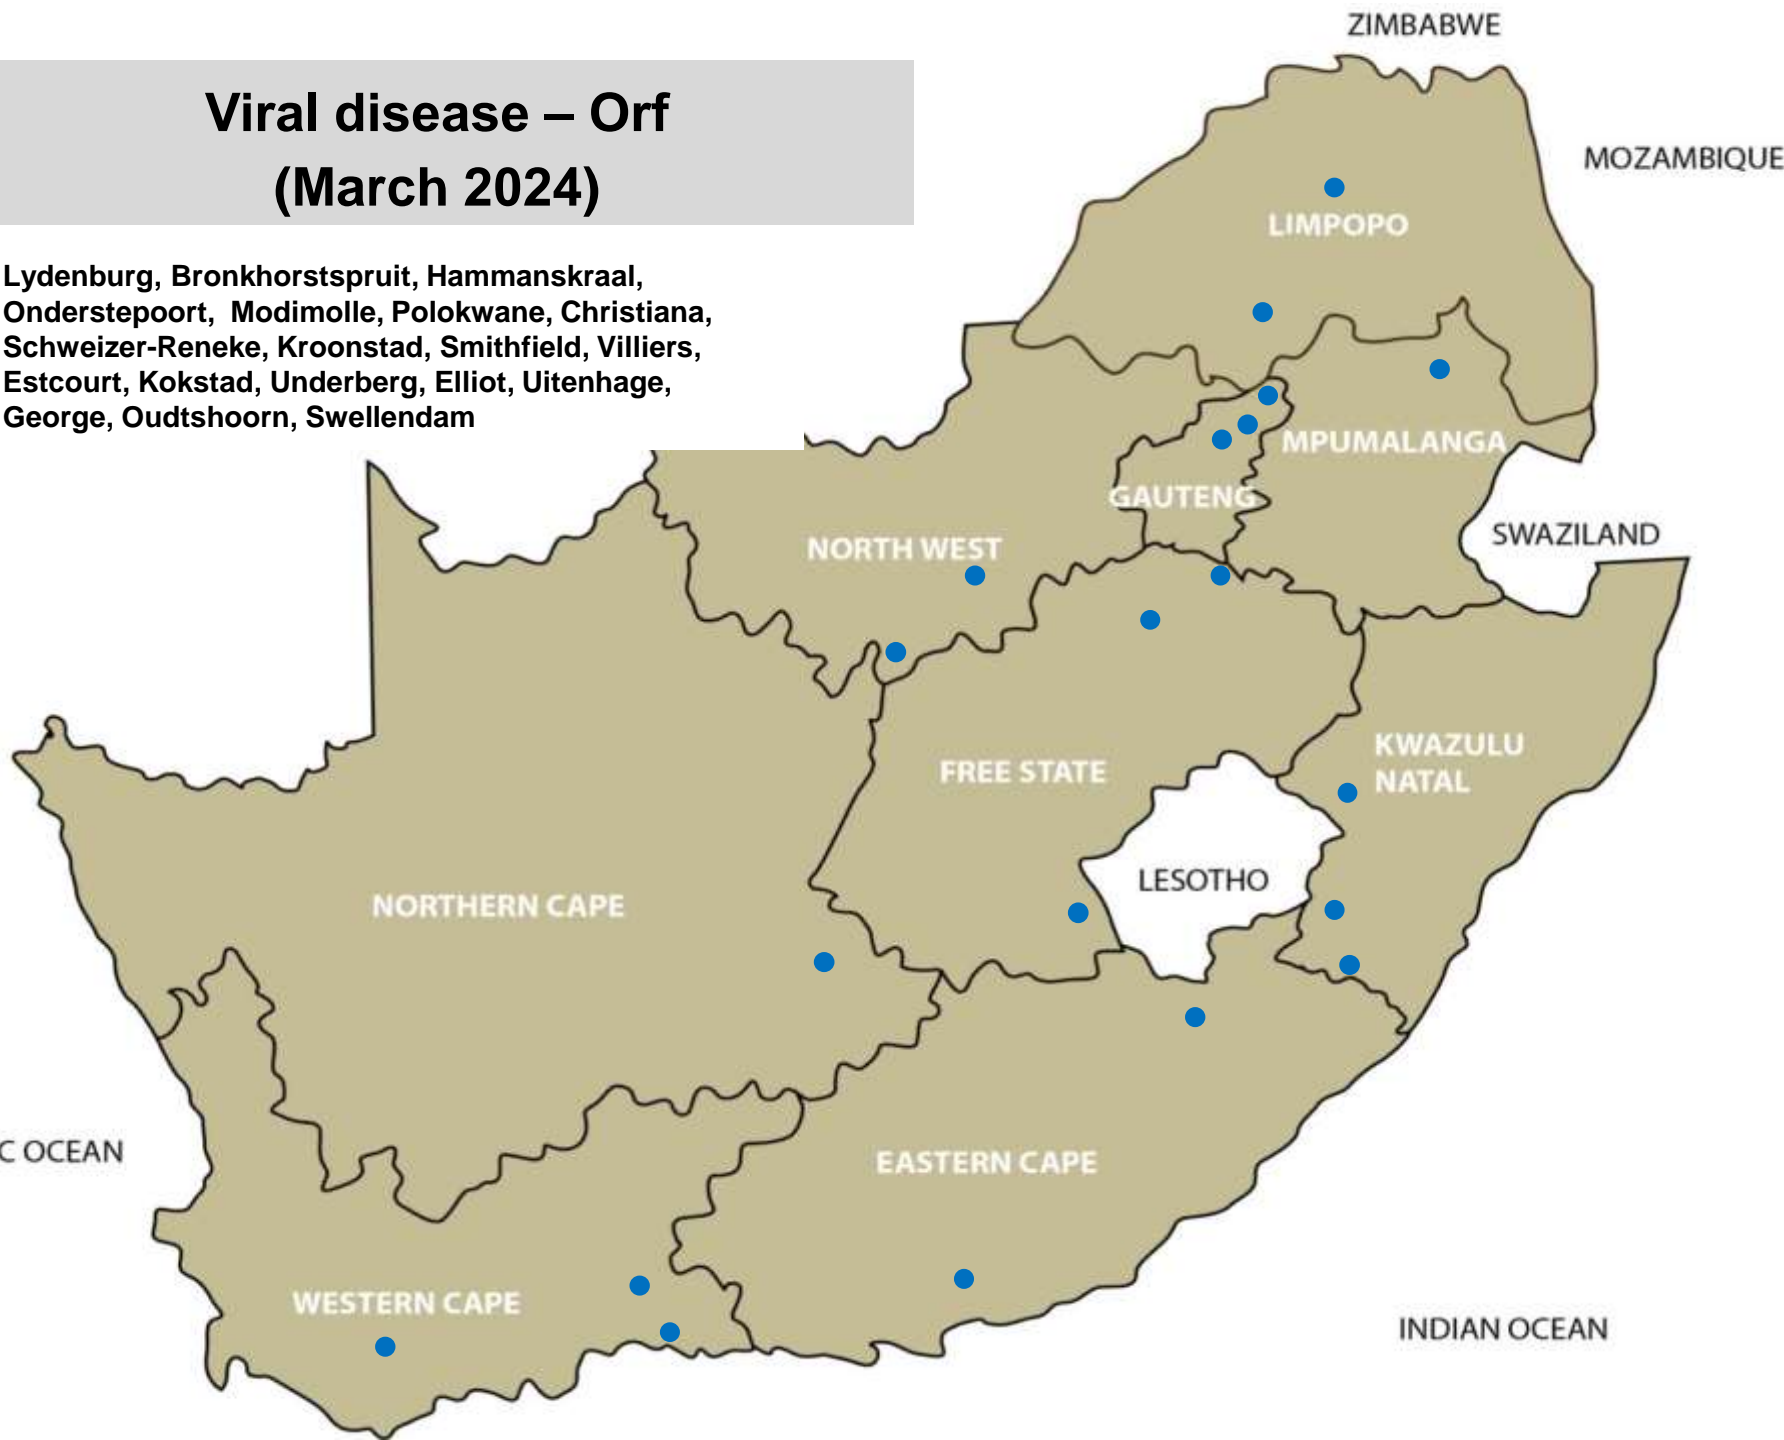 Viral disease – Orf
(March 2024)
Lydenburg, Bronkhorstspruit, Hammanskraal,
Onderstepoort, Modimolle, Polokwane, Christiana,
Schweizer-Reneke, Kroonstad, Smithfield, Villiers,
Estcourt, Kokstad, Underberg, Elliot, Uitenhage,
George, Oudtshoorn, Swellendam
ZIMBABWE
MOZAMBIQUE
LIMPOPO
MPUMALANGA
GAUTENG
SWAZILAND
NORTH WEST
KWAZULU
NATAL
FREE STATE
LESOTHO
NORTHERN CAPE
C OCEAN
EASTERN CAPE
WESTERN CAPE
INDIAN OCEAN